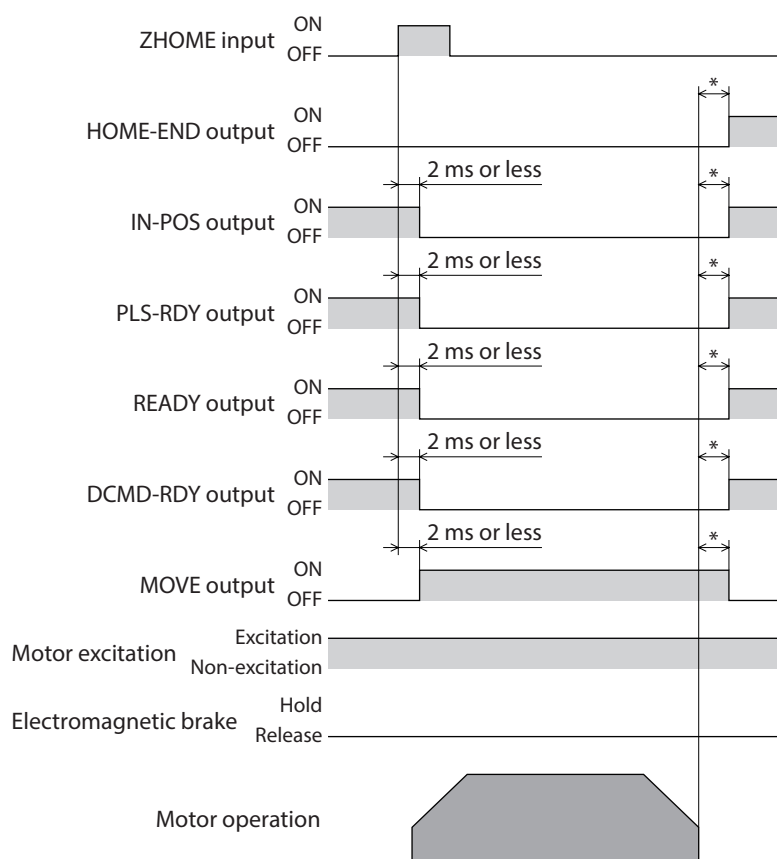 ZHOME input
ON
OFF
*
HOME-END output
ON
OFF
2 ms or less
*
IN-POS output
ON
OFF
2 ms or less
*
PLS-RDY output
ON
OFF
2 ms or less
*
READY output
ON
OFF
2 ms or less
*
DCMD-RDY output
ON
OFF
2 ms or less
*
MOVE output
ON
OFF
Motor excitation
Excitation
Non-excitation
Electromagnetic brake
Hold
Release
Motor operation